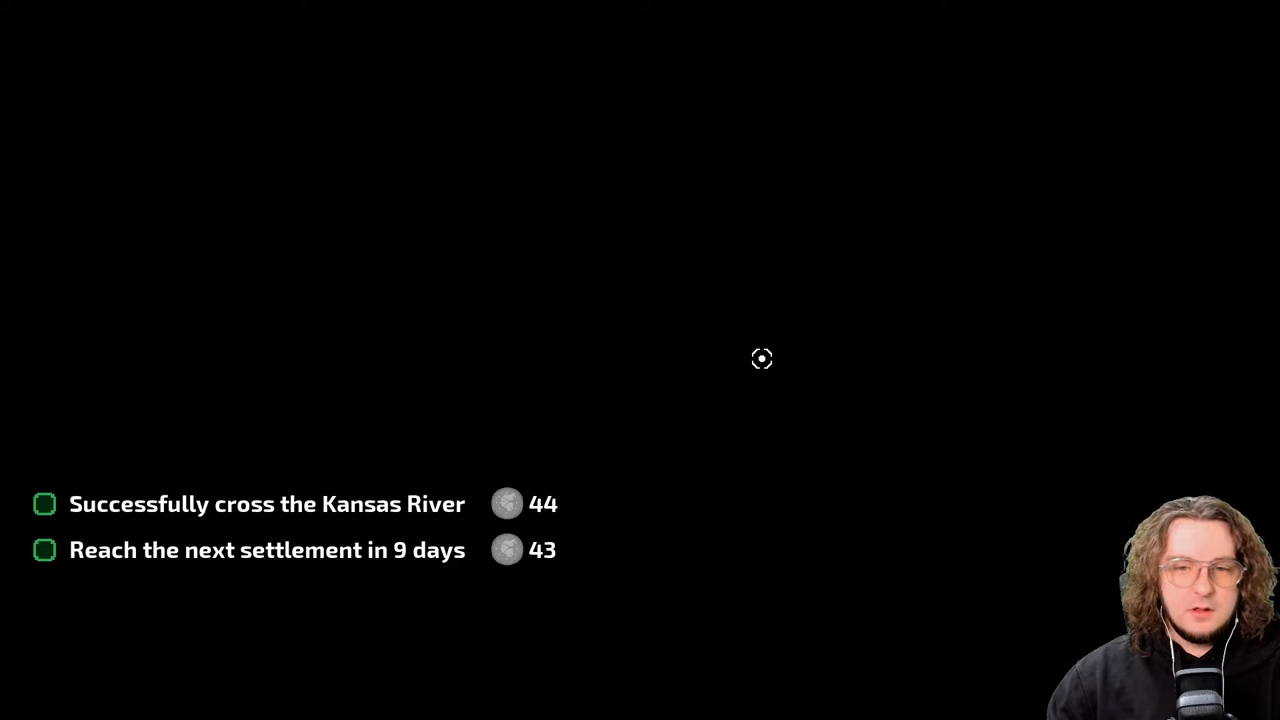 Successfully cross the Kansas River 44
Reach the next settlement in 9 days 43